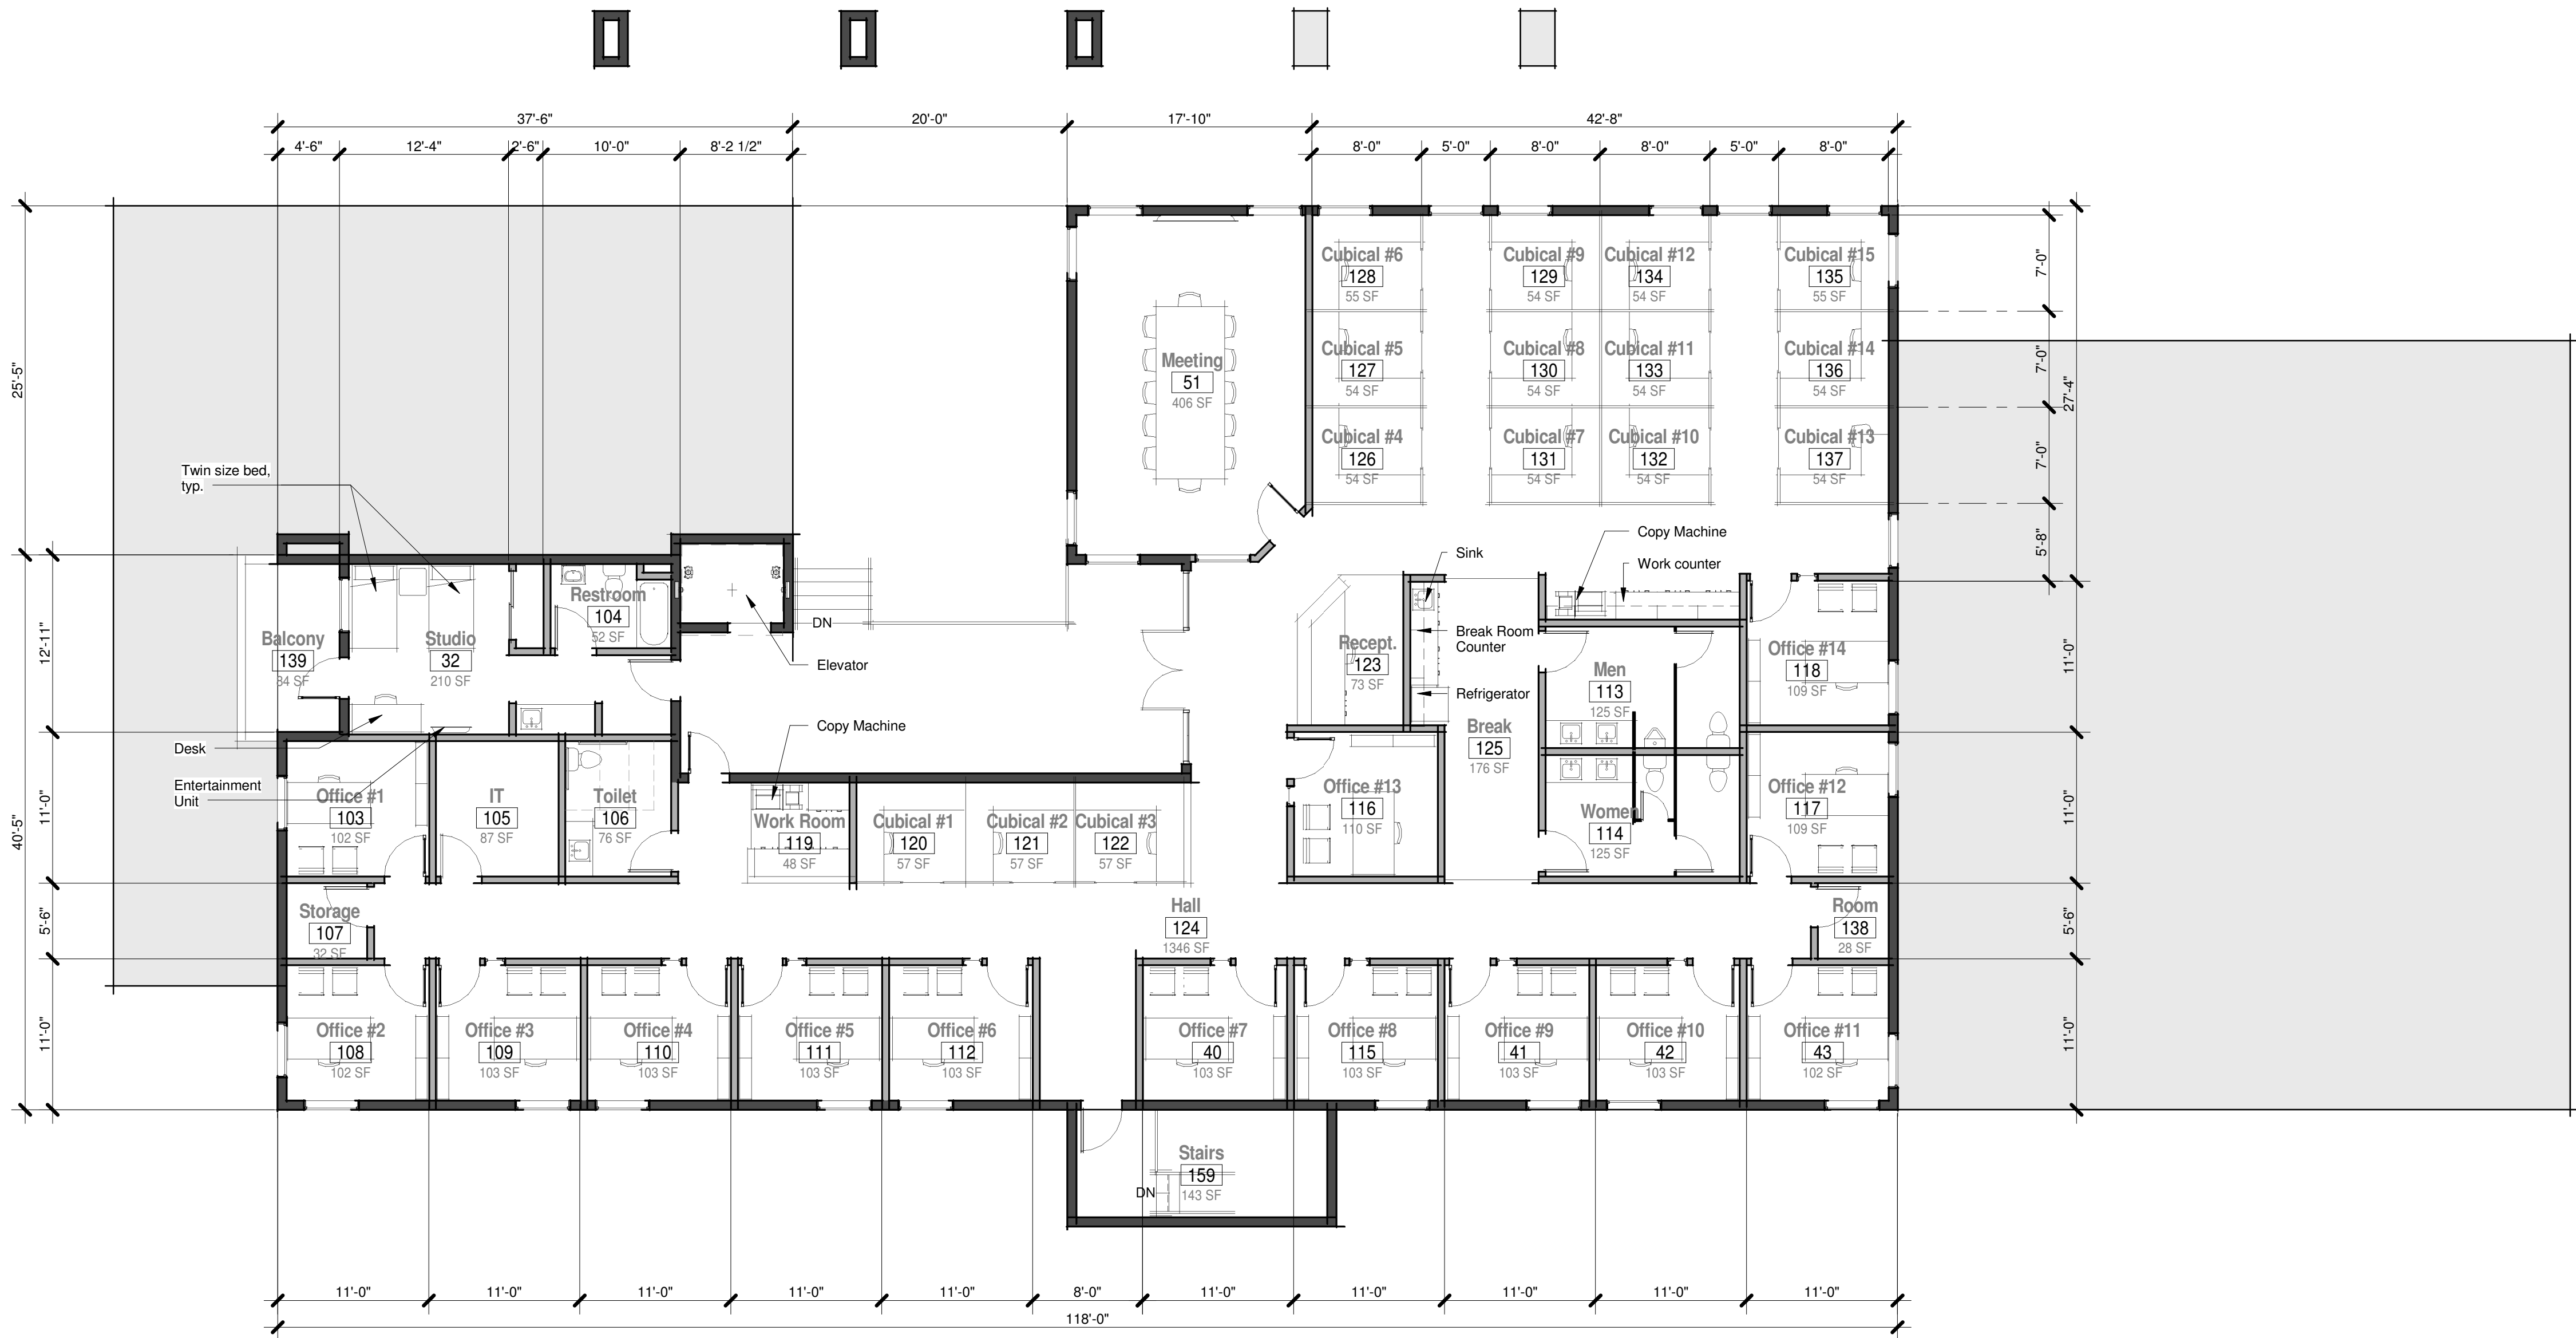 37'-6"
20'-0"
17'-10"
42'-8"
4'-6"
12'-4"
2'-6"
10'-0"
8'-2 1/2"
8'-0"
5'-0"
8'-0"
8'-0"
5'-0"
8'-0"
25'-5"
40'-5"
12'-11"
11'-0"
5'-6"
11'-0"
7'-0"
7'-0"
7'-0"
5'-8"
27'-4"
11'-0"
11'-0"
5'-6"
11'-0"
Cubical #6
128
55 SF
Cubical #9
129
54 SF
Cubical #12
134
54 SF
Cubical #15
135
55 SF
Meeting
51
406 SF
Cubical #5
127
54 SF
Cubical #8
130
54 SF
Cubical #11
133
54 SF
Cubical #14
136
54 SF
Cubical #4
126
54 SF
Cubical #7
131
54 SF
Cubical #10
132
54 SF
Cubical #13
137
54 SF
Twin size bed,
typ.
Copy Machine
Sink
Work counter
Restroom
104
52 SF
DN
Balcony
139
84 SF
Studio
32
210 SF
Elevator
Recept.
123
73 SF
Break Room
Counter
Refrigerator
Men
113
125 SF
Office #14
118
109 SF
Copy Machine
Break
125
176 SF
Desk
Entertainment
Unit
Office #1
103
102 SF
IT
105
87 SF
Toilet
106
76 SF
Work Room
119
48 SF
Cubical #1
120
57 SF
Cubical #2
121
57 SF
Cubical #3
122
57 SF
Office #13
116
110 SF
Women
114
125 SF
Office #12
117
109 SF
Storage
107
32 SF
Hall
124
1346 SF
Room
138
28 SF
Office #2
108
102 SF
Office #3
109
103 SF
Office #4
110
103 SF
Office #5
111
103 SF
Office #6
112
103 SF
Office #7
40
103 SF
Office #8
115
103 SF
Office #9
41
103 SF
Office #10
42
103 SF
Office #11
43
102 SF
Stairs
159
143 SF
DN
11'-0"
11'-0"
11'-0"
11'-0"
11'-0"
8'-0"
11'-0"
11'-0"
11'-0"
11'-0"
11'-0"
118'-0"